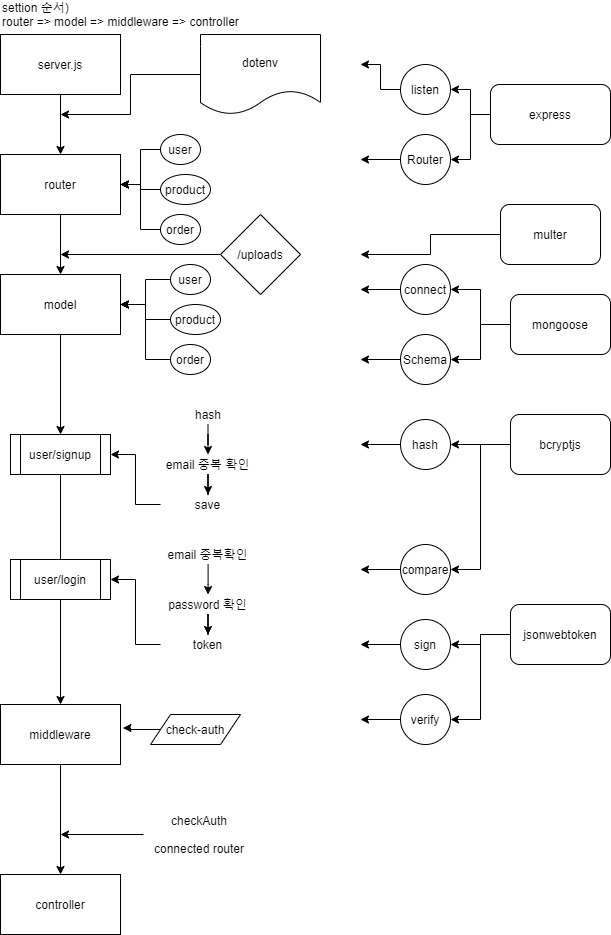 settion 순서)
router => model => middleware => controller
server.js
dotenv
listen
express
Router
router
user
product
order
/uploads
multer
model
user
product
order
connect
mongoose
Schema
hash
email 중복 확인
save
user/signup
hash
bcryptjs
compare
user/login
email 중복확인
password 확인
token
sign
jsonwebtoken
verify
middleware
check-auth
checkAuth
connected router
controller